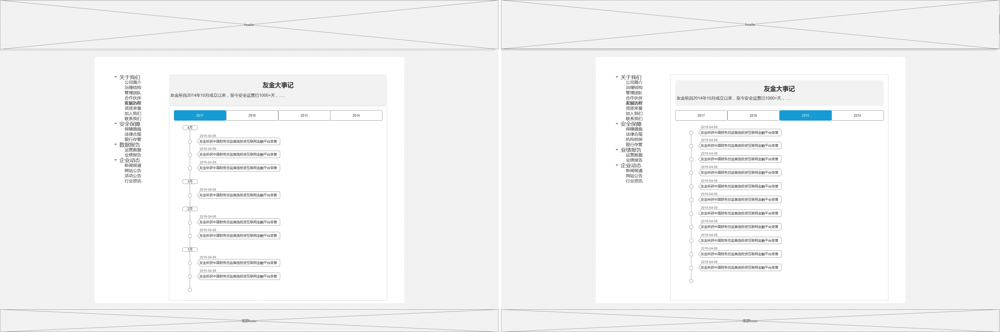 header
关于我们
公司简介
治理结构
管理团队
合作伙伴
发展历程
资质荣誉
加入我们
联系我们
安全保障
保障措施
法律合规
银行存管
数据报告
运营数据
业绩报告
企业动态
新闻报道
网站公告
活动公告
行业资讯
友金大事记
友金所自2014年10月成立以来，至今安全运营已1000+天，......
2017 2016 2015 2014
4月
2016-04-06
友金所获中国财务总监首选投资互联网金融平台荣誉
2016-04-06
友金所获中国财务总监首选投资互联网金融平台荣誉
2016-04-06
友金所获中国财务总监首选投资互联网金融平台荣誉
3月
2016-04-06
友金所获中国财务总监首选投资互联网金融平台荣誉
2月
2016-04-06
友金所获中国财务总监首选投资互联网金融平台荣誉
2016-04-06
友金所获中国财务总监首选投资互联网金融平台荣誉
1月
2016-04-06
友金所获中国财务总监首选投资互联网金融平台荣誉
2016-04-06
友金所获中国财务总监首选投资互联网金融平台荣誉
底部footer
header
关于我们
公司简介
治理结构
管理团队
合作伙伴
发展历程
资质荣誉
加入我们
联系我们
安全保障
保障措施
法律合规
机构担保
银行存管
业绩报告
运营数据
业绩报告
企业动态
新闻报道
网站公告
行业资讯
友金大事记
友金所自2014年10月成立以来，至今安全运营已1000+天，......
2017 2016 2015 2014
2016-04-06
友金所获中国财务总监首选投资互联网金融平台荣誉
2016-04-06
友金所获中国财务总监首选投资互联网金融平台荣誉
2016-04-06
友金所获中国财务总监首选投资互联网金融平台荣誉
2016-04-06
友金所获中国财务总监首选投资互联网金融平台荣誉
2016-04-06
友金所获中国财务总监首选投资互联网金融平台荣誉
2016-04-06
友金所获中国财务总监首选投资互联网金融平台荣誉
2016-04-06
友金所获中国财务总监首选投资互联网金融平台荣誉
2016-04-06
友金所获中国财务总监首选投资互联网金融平台荣誉
2016-04-06
友金所获中国财务总监首选投资互联网金融平台荣誉
2016-04-06
友金所获中国财务总监首选投资互联网金融平台荣誉
2016-04-06
友金所获中国财务总监首选投资互联网金融平台荣誉
底部footer